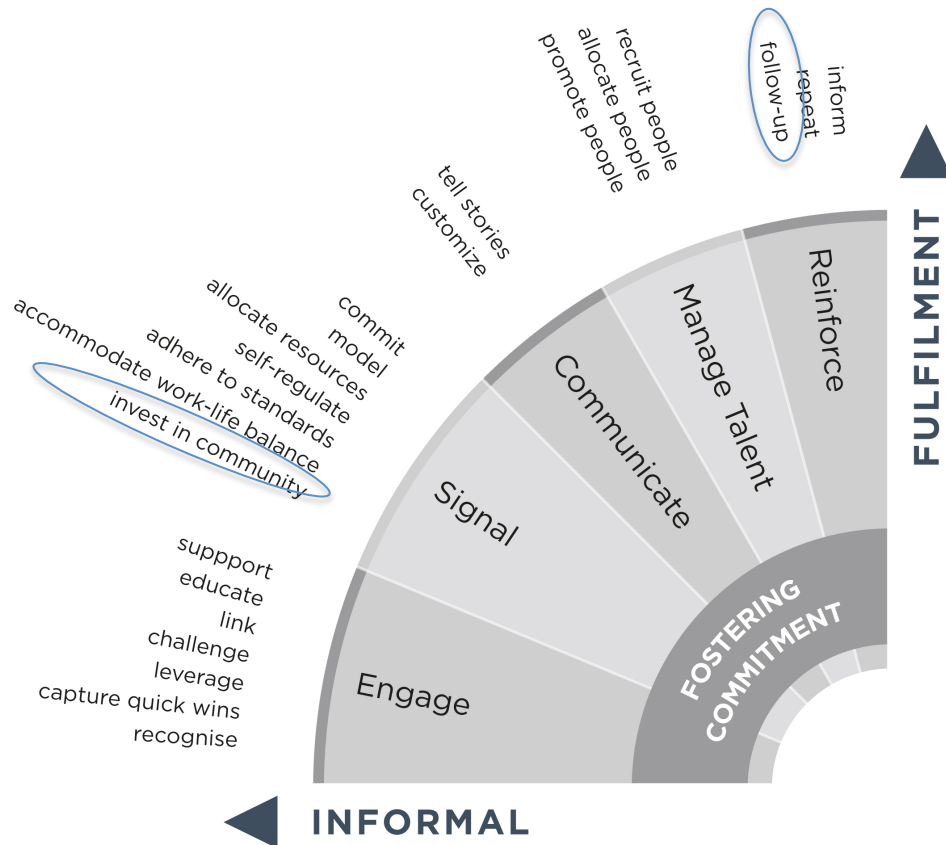 recruit people
allocate people
promote people
inform
repeat
follow-up
tell stories
customize
commit
model
allocate resources
self-regulate
adhere to standards
accommodate work-life balance
invest in community
suppport
educate
link
challenge
leverage
capture quick wins
recognise
Reinforce
Manage Talent
Communicate
Signal
Engage
FOSTERING
COMMITMENT
FULFILMENT
INFORMAL